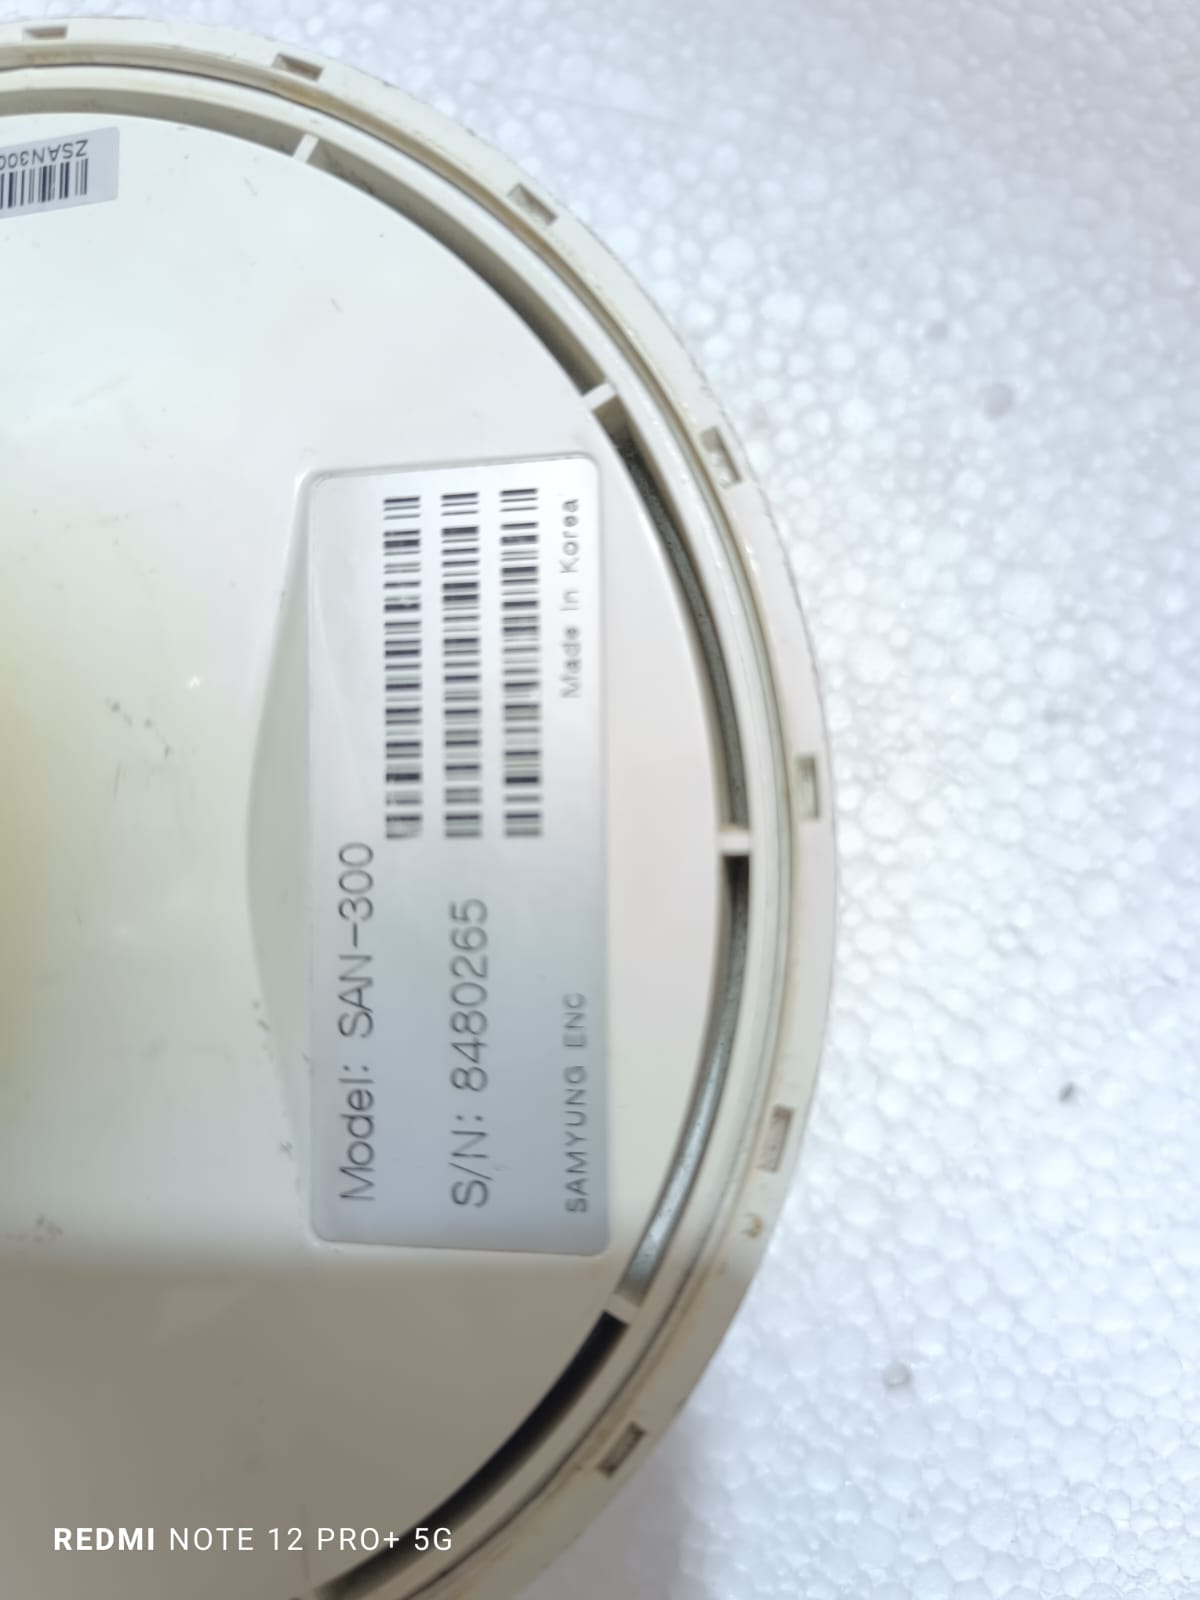 ZSAN300
Model: SAN-300
S/N: 8480265
SAMYUNG ENC
Made in Korea
REDMI NOTE 12 PRO+ 5G